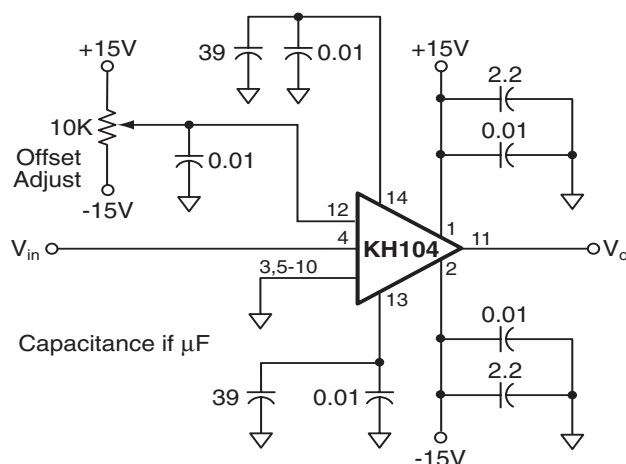 +15V
39
0.01
+15V
2.2
10K
0.01
Offset
Adjust
0.01
-15V
14
12
1
Vin
4
KH104
11
Vo
3,5-10
2
13
Capacitance if μF
0.01
39
0.01
2.2
-15V